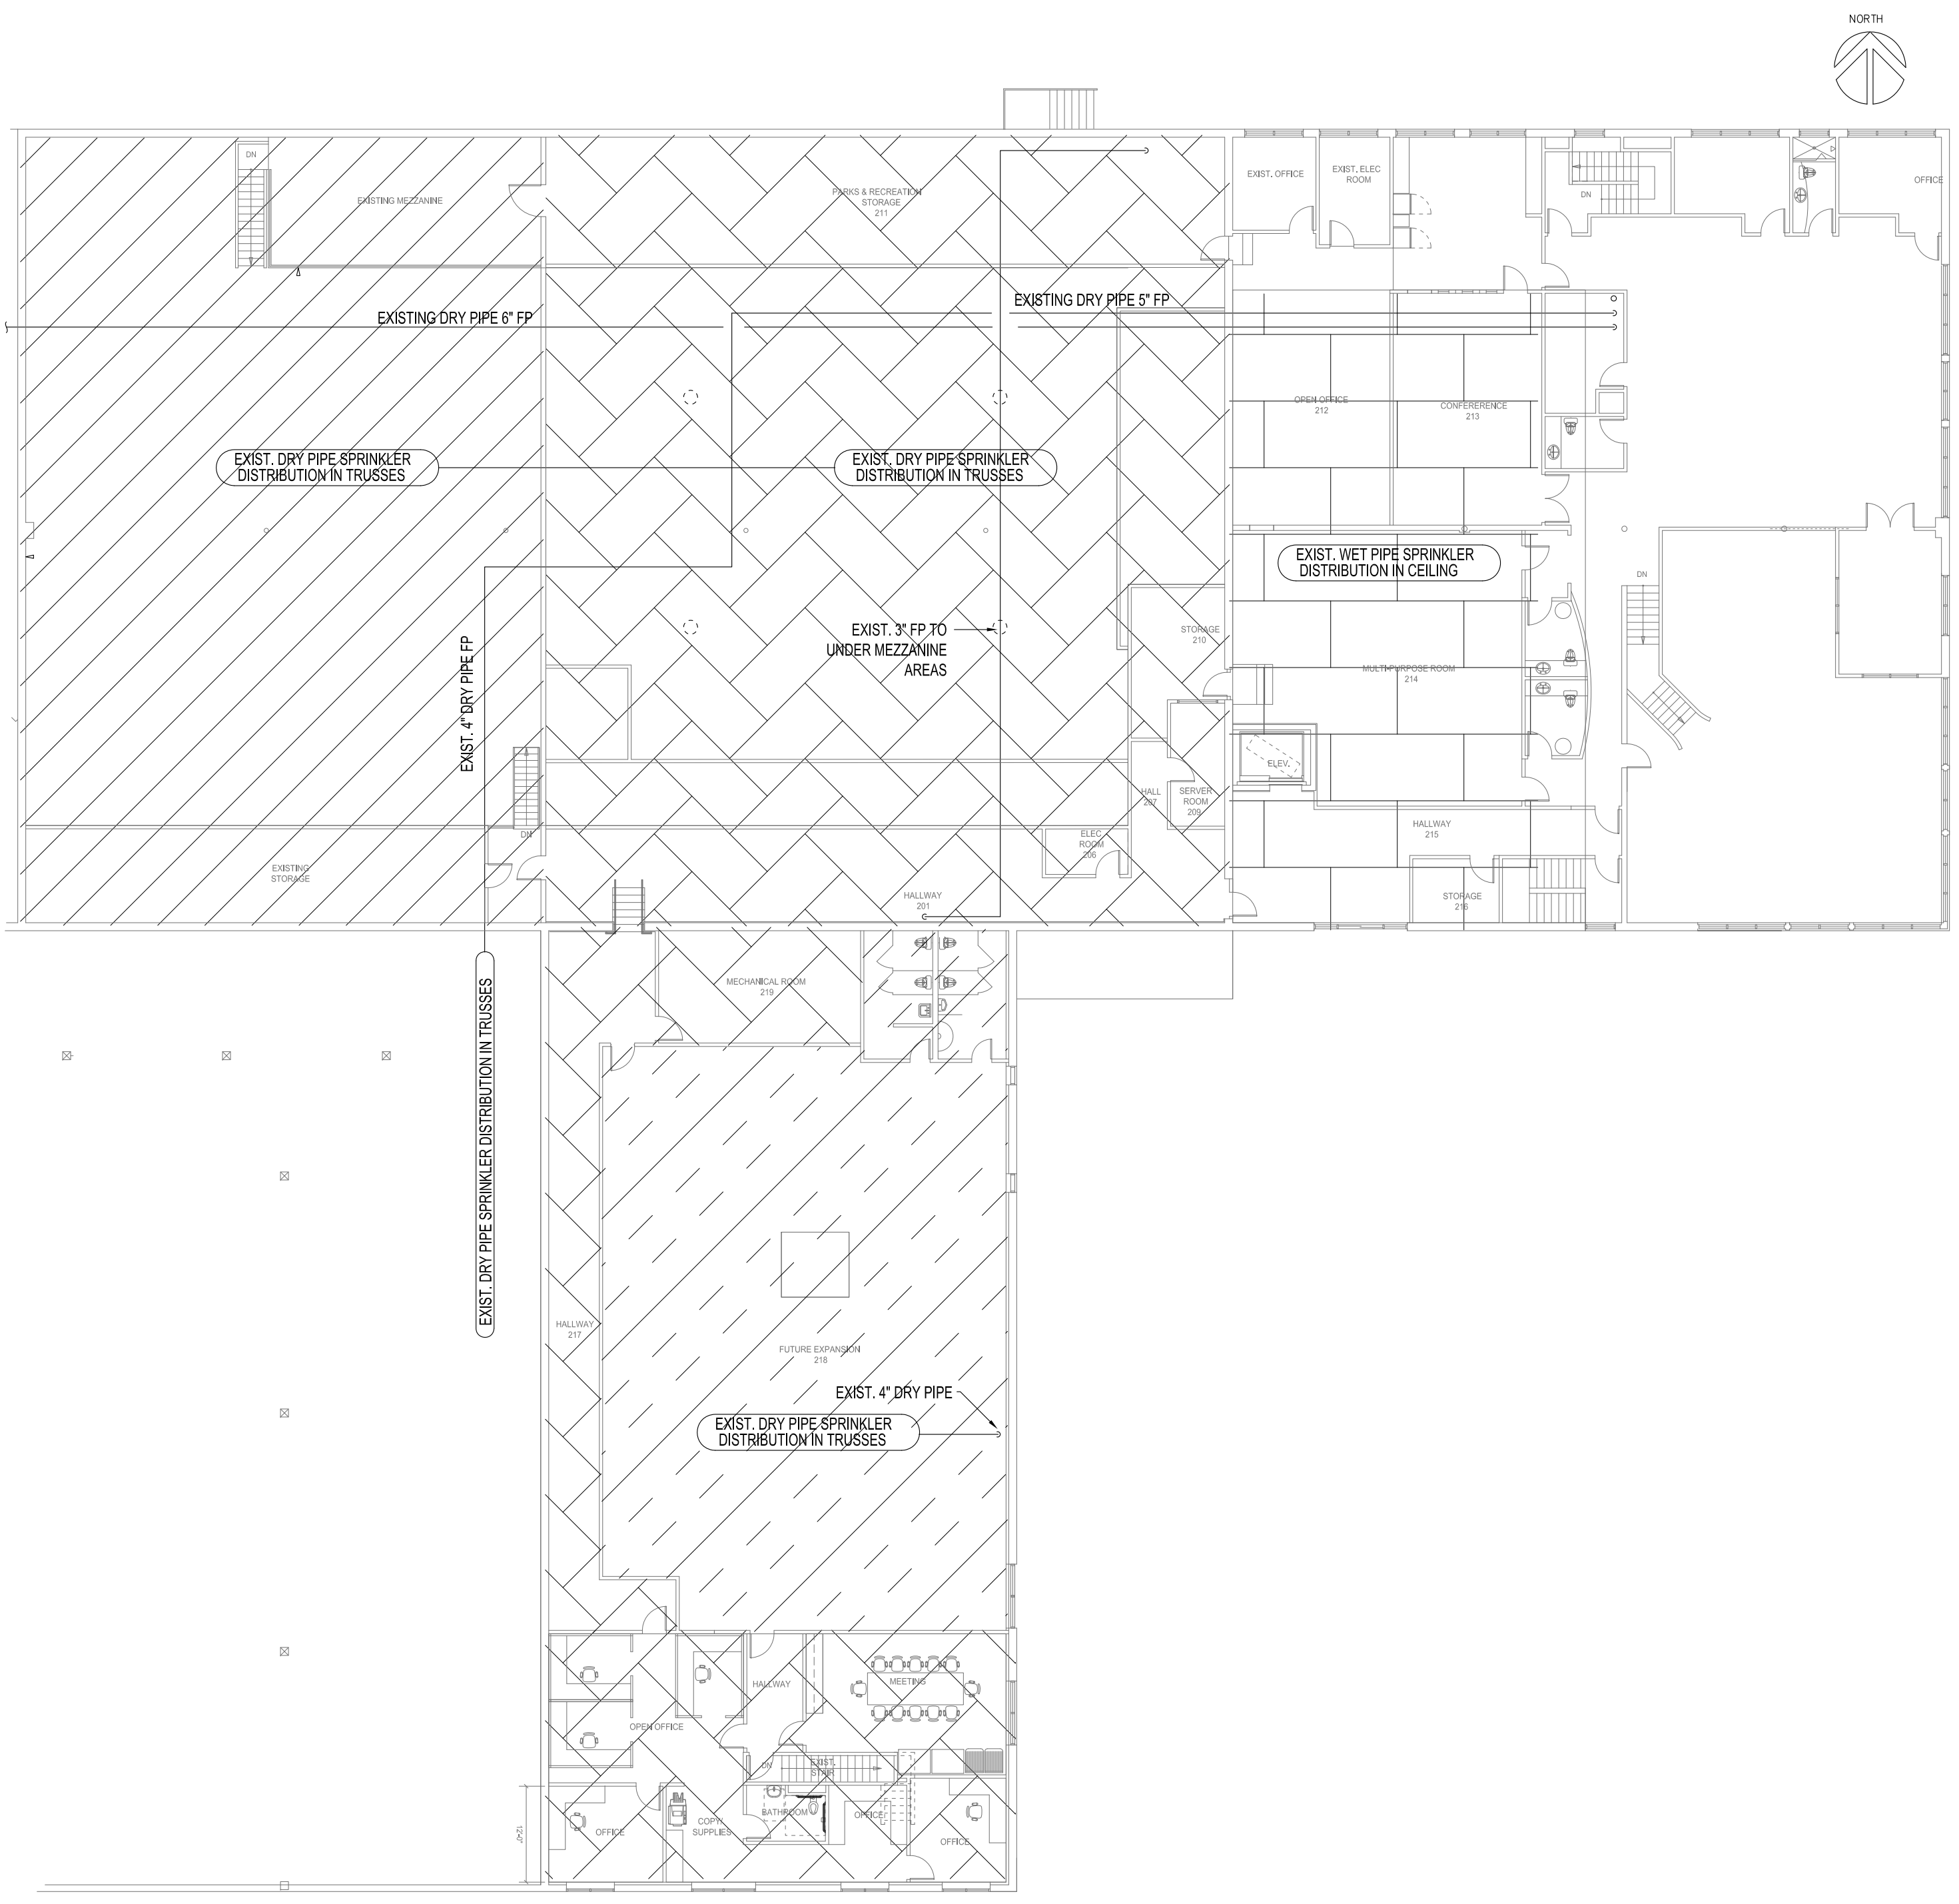 NORTH
DN
EXISTING MEZZANINE
PARKS & RECREATION
STORAGE
211
EXIST. OFFICE
EXIST. ELEC
ROOM
DN
OFFICE
EXISTING DRY PIPE 6" FP
EXISTING DRY PIPE 5" FP
OPEN OFFICE
212
CONFERERENCE
213
EXIST. DRY PIPE SPRINKLER
DISTRIBUTION IN TRUSSES
EXIST. DRY PIPE SPRINKLER
DISTRIBUTION IN TRUSSES
EXIST. WET PIPE SPRINKLER
DISTRIBUTION IN CEILING
DN
EXIST. 4" DRY PIPE FP
EXIST. 3" FP TO
UNDER MEZZANINE
AREAS
STORAGE
210
MULTI-PURPOSE ROOM
214
ELEV.
HALL
207
SERVER
ROOM
209
DN
ELEC
ROOM
206
HALLWAY
215
EXISTING
STORAGE
HALLWAY
201
STORAGE
216
MECHANICAL ROOM
219
EXIST. DRY PIPE SPRINKLER DISTRIBUTION IN TRUSSES
HALLWAY
217
FUTURE EXPANSION
218
EXIST. 4" DRY PIPE
EXIST. DRY PIPE SPRINKLER
DISTRIBUTION IN TRUSSES
HALLWAY
MEETING
OPEN OFFICE
DN
EXIST.
STAIR
12'-0"
OFFICE
COPY/
SUPPLIES
BATHROOM
OFFICE
OFFICE